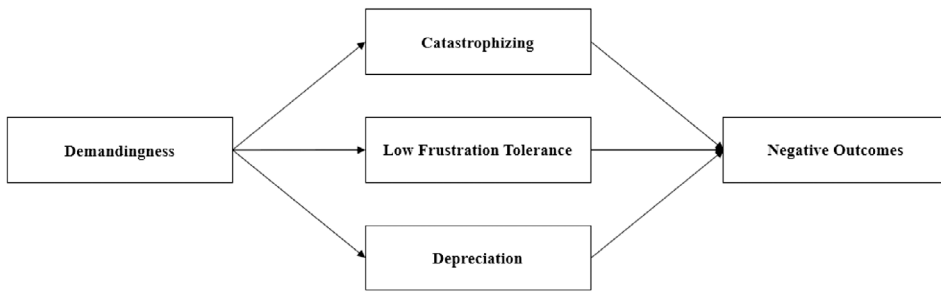 Catastrophizing
Demandingness
Low Frustration Tolerance
Negative Outcomes
Depreciation